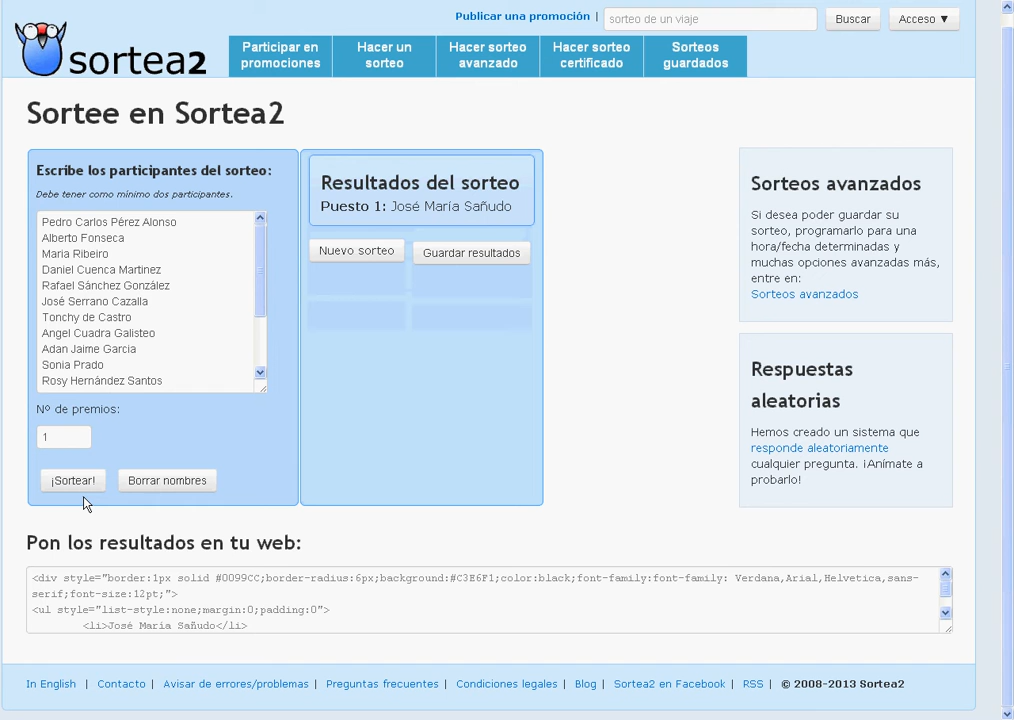 Publicar una promoción |
sorteo de un viaje
Buscar
Acceso ▼
sortea2
Participar en promociones
Hacer un sorteo
Hacer sorteo avanzado
Hacer sorteo certificado
Sorteos guardados
Sortee en Sortea2
Escribe los participantes del sorteo:
Debe tener como mínimo dos participantes.
Pedro Carlos Pérez Alonso
Alberto Fonseca
Maria Ribeiro
Daniel Cuenca Martinez
Rafael Sánchez González
José Serrano Cazalla
Tonchy de Castro
Angel Cuadra Galisteo
Adan Jaime Garcia
Sonia Prado
Rosy Hernández Santos
Nº de premios:
1
¡Sortear!
Borrar nombres
Resultados del sorteo
Puesto 1: José María Sañudo
Nuevo sorteo
Guardar resultados
Sorteos avanzados
Si desea poder guardar su
sorteo, programarlo para una
hora/fecha determinadas y
muchas opciones avanzadas más,
entre en:
Sorteos avanzados
Respuestas
aleatorias
Hemos creado un sistema que
responde aleatoriamente
cualquier pregunta. ¡Anímate a
probarlo!
Pon los resultados en tu web:
<div style="border:1px solid #0099CC;border-radius:6px;background:#C3E6F1;color:black;font-family:font-family: Verdana,Arial,Helvetica,sans-
serif;font-size:12pt;">
<ul style="list-style:none;margin:0;padding:0">
<li>José María Sañudo</li>
In English | Contacto | Avisar de errores/problemas | Preguntas frecuentes | Condiciones legales | Blog | Sortea2 en Facebook | RSS | © 2008-2013 Sortea2